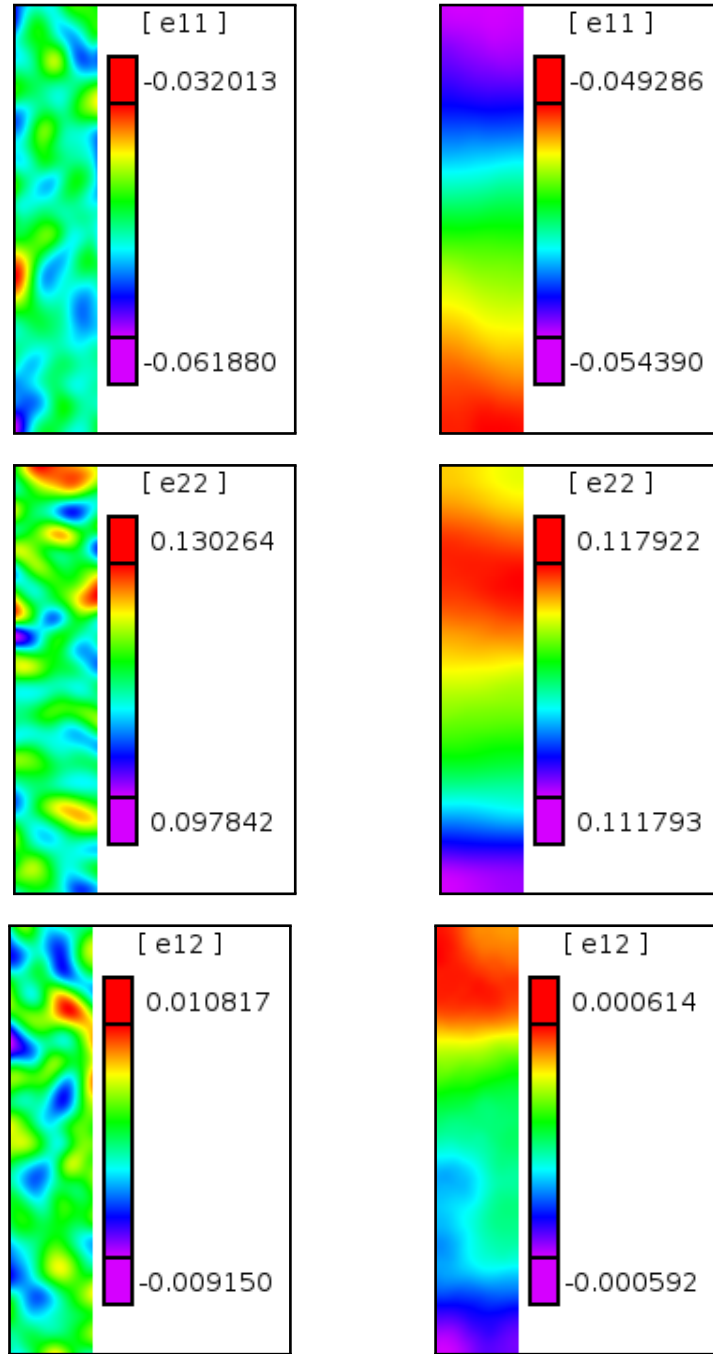 [ e11 ]
-0.032013
-0.061880
[ e11 ]
-0.049286
-0.054390
[ e22 ]
0.130264
0.097842
[ e22 ]
0.117922
0.111793
[ e12 ]
0.010817
-0.009150
[ e12 ]
0.000614
-0.000592